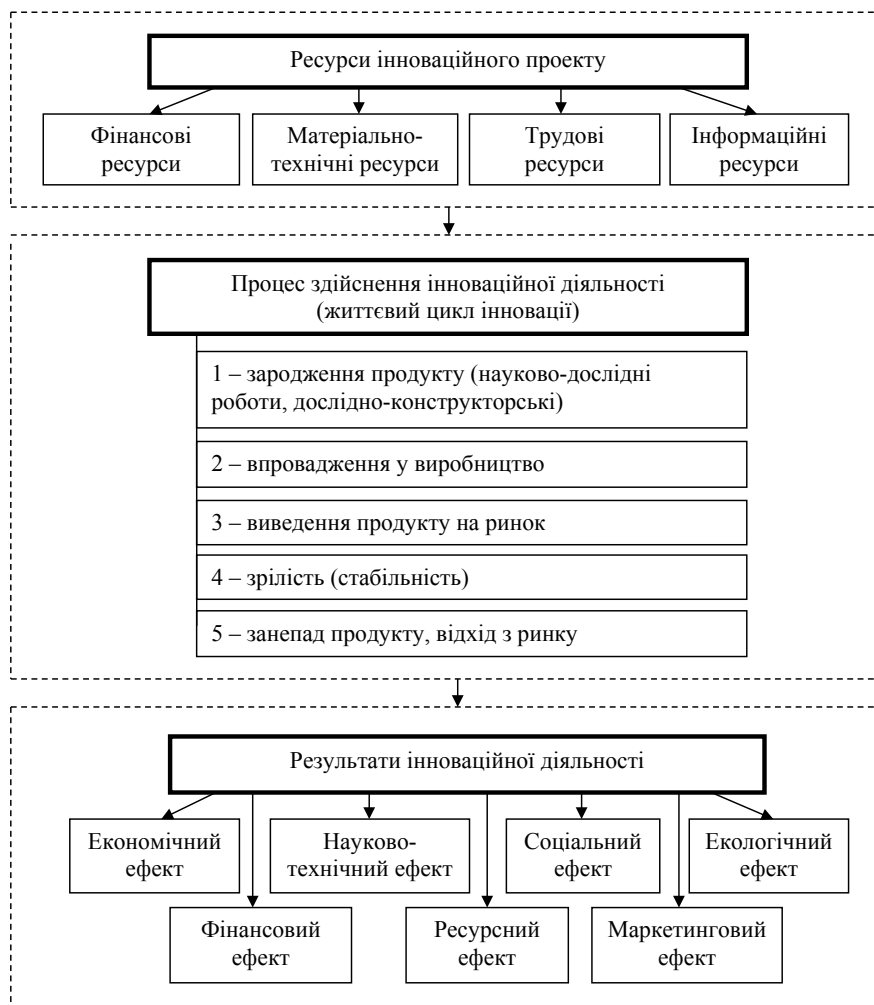 Ресурси інноваційного проекту
Фінансові
ресурси
Матеріально-
технічні ресурси
Трудові
ресурси
Інформаційні
ресурси
Процес здійснення інноваційної діяльності
(життєвий цикл інновації)
1 – зародження продукту (науково-дослідні
роботи, дослідно-конструкторські)
2 – впровадження у виробництво
3 – виведення продукту на ринок
4 – зрілість (стабільність)
5 – занепад продукту, відхід з ринку
Результати інноваційної діяльності
Економічний
ефект
Науково-
технічний ефект
Соціальний
ефект
Екологічний
ефект
Фінансовий
ефект
Ресурсний
ефект
Маркетинговий
ефект